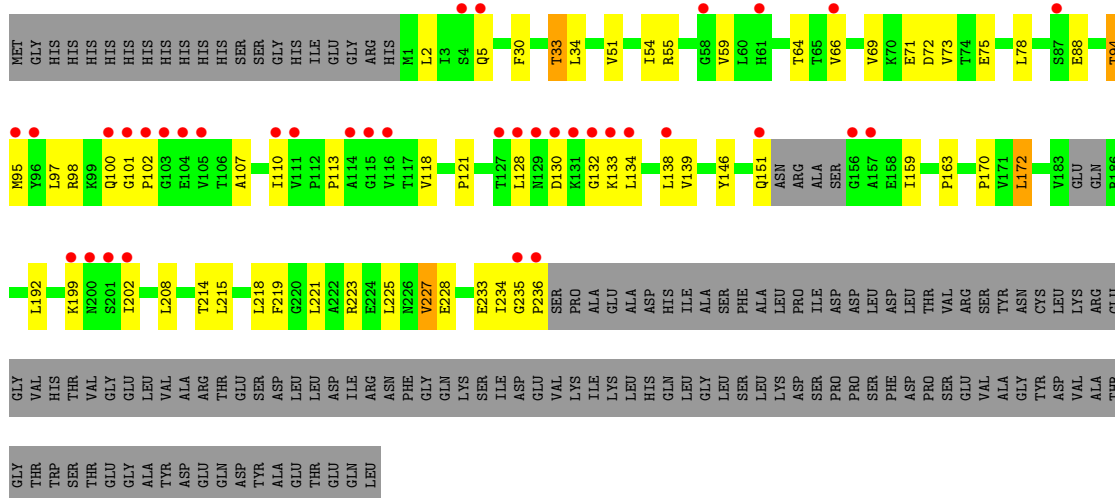 MET GLY HIS HIS HIS HIS HIS HIS HIS HIS HIS HIS SER SER GLY HIS ILE GLU GLY ARG HIS M1 L2 I3 S4 Q5 F30 T33 L34 V51 I54 R55 G58 V59 L60 H61 T64 T65 V66 V69 K70 E71 D72 V73 T74 E75 L78 S87 E88 T94
M95 Y96 L97 R98 K99 Q100 G101 P102 G103 E104 V105 T106 A107 I110 V111 P112 P113 A114 G115 V116 T117 V118 P121 T127 L128 N129 D130 K131 G132 K133 L134 L138 V139 Y146 Q151 ASN ARG ALA SER G156 A157 E158 I159 P163 P170 V171 L172 V183 GLU GLN R186
L192 K199 N200 S201 I202 L208 T214 L215 L218 F219 G220 L221 A222 R223 E224 L225 N226 V227 E228 E233 I234 G235 P236 SER PRO ALA GLU ALA ASP HIS ILE ALA SER PHE ALA LEU PRO ILE ASP ASP LEU ASP LEU THR VAL ARG SER TYR ASN CYS LEU LYS ARG GLU
GLY VAL HIS THR VAL GLY GLU LEU VAL ALA ARG THR GLU SER ASP LEU LEU ASP ILE ARG ASN PHE GLY GLN LYS SER ILE ASP GLU VAL LYS ILE LYS LEU HIS GLN LEU GLY LEU SER LEU LYS ASP SER PRO PRO SER PHE ASP PRO SER GLU VAL ALA GLY TYR ASP VAL ALA THR
GLY THR TRP SER THR GLU GLY ALA TYR ASP GLU GLN ASP TYR ALA GLU THR GLU GLN LEU